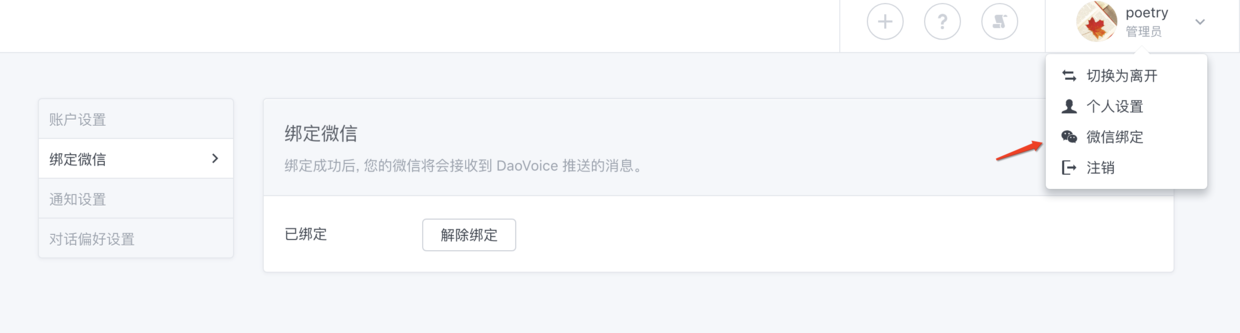 ?
poetry
管理员
切换为离开
个人设置
微信绑定
注销
账户设置
绑定微信
通知设置
对话偏好设置
绑定微信
绑定成功后, 您的微信将会接收到 DaoVoice 推送的消息。
已绑定
解除绑定